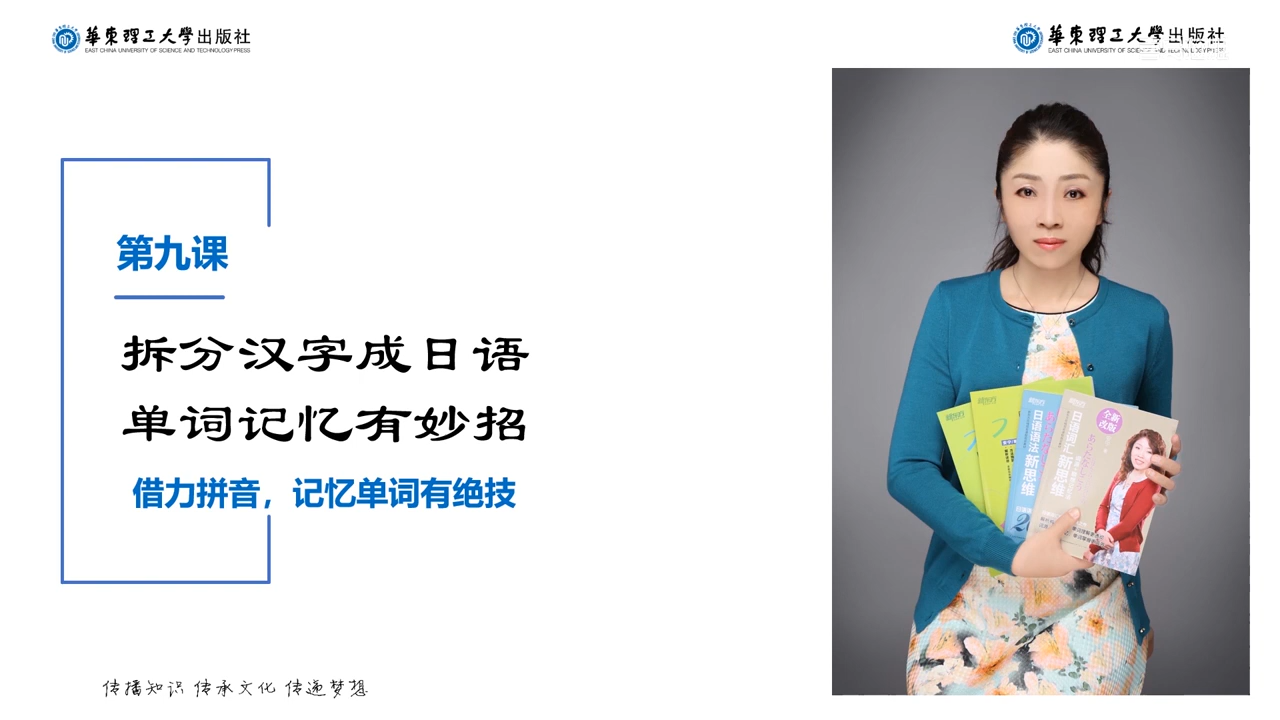 華東理工大學出版社
EAST CHINA UNIVERSITY OF SCIENCE AND TECHNOLOGY PRESS
華東理工大學出版社
第九课
拆分汉字成日语
单词记忆有妙招
借力拼音，记忆单词有绝技
全新
改版
日语语法新思维
日语词汇新思维
传播知识 传承文化 传递梦想